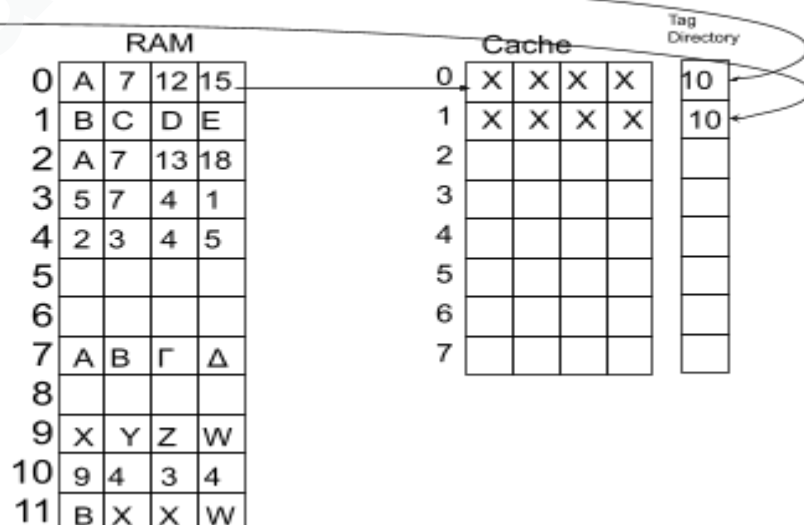 Tag
Directory
RAM Cache
0 A 7 12 15 0 X X X X 10
1 B C D E 1 X X X X 10
2 A 7 13 18 2
3 5 7 4 1 3
4 2 3 4 5 4
5 5
6 6
7 Α Β Γ Δ 7
8
9 X Y Z W
10 9 4 3 4
11 B X X W